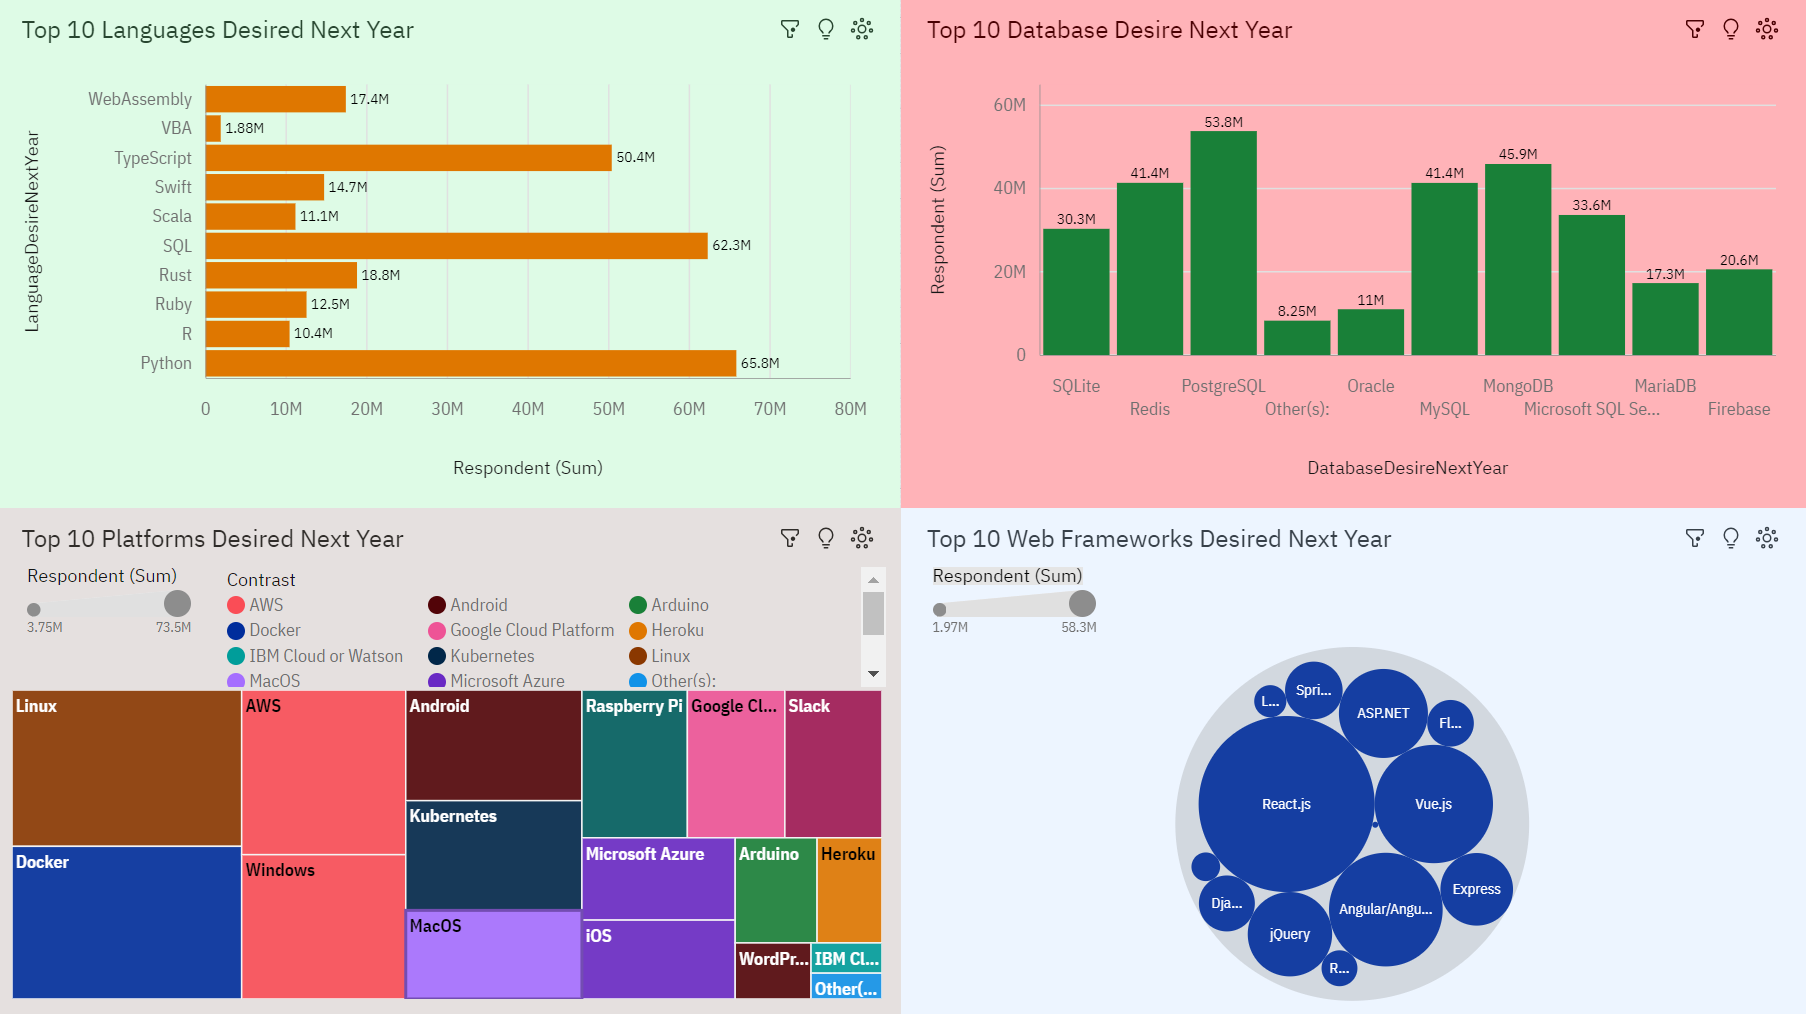 Top 10 Languages Desired Next Year
LanguageDesireNextYear
WebAssembly 17.4M
VBA 1.88M
TypeScript 50.4M
Swift 14.7M
Scala 11.1M
SQL 62.3M
Rust 18.8M
Ruby 12.5M
R 10.4M
Python 65.8M
0 10M 20M 30M 40M 50M 60M 70M 80M
Respondent (Sum)
Top 10 Database Desire Next Year
Respondent (Sum)
60M
40M
20M
0
30.3M 41.4M 53.8M 8.25M 11M 41.4M 45.9M 33.6M 17.3M 20.6M
SQLite PostgreSQL Oracle MongoDB MariaDB
Redis Other(s): MySQL Microsoft SQL Se... Firebase
DatabaseDesireNextYear
Top 10 Platforms Desired Next Year
Respondent (Sum)
3.75M 73.5M
Contrast
AWS Android Arduino
Docker Google Cloud Platform Heroku
IBM Cloud or Watson Kubernetes Linux
MacOS Microsoft Azure Other(s):
Linux
AWS
Android
Raspberry Pi
Google Cl...
Slack
Kubernetes
Docker
Microsoft Azure
Arduino
Heroku
Windows
MacOS
iOS
WordPr...
IBM Cl...
Other(...
Top 10 Web Frameworks Desired Next Year
Respondent (Sum)
1.97M 58.3M
L...
Spri...
ASP.NET
Fl...
React.js
Vue.js
Express
Dja...
Angular/Angu...
jQuery
R...